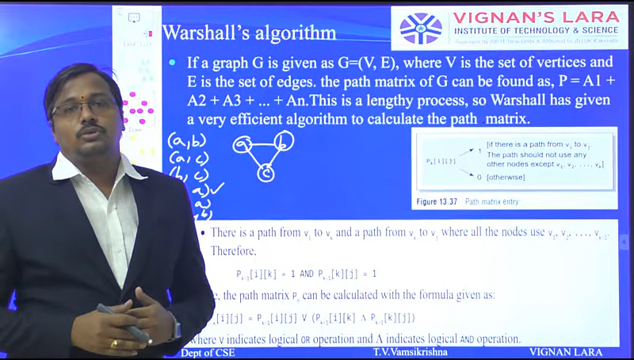 Warshall's algorithm
VIGNAN'S LARA
INSTITUTE OF TECHNOLOGY & SCIENCE
If a graph G is given as G=(V, E), where V is the set of vertices and
E is the set of edges. the path matrix of G can be found as, P = A1 +
A2 + A3 + ... + An.This is a lengthy process, so Warshall has given
a very efficient algorithm to calculate the path matrix.
(a,b)
(a,c)
(b,c)
a b
c
Pₖ[i][j]
1 [if there is a path from vᵢ to vⱼ
The path should not use any
other nodes except v₁, v₂, ..., vₖ]
0 [otherwise]
Figure 13.37 Path matrix entry
There is a path from vᵢ to vₖ and a path from vₖ to vⱼ where all the nodes use v₁, v₂, ..., vₖ₋₁.
Therefore,
Pₖ₋₁[i][k] = 1 AND Pₖ₋₁[k][j] = 1
, the path matrix Pₙ can be calculated with the formula given as:
[i][j] = Pₖ₋₁[i][j] V (Pₖ₋₁[i][k] Λ Pₖ₋₁[k][j])
where V indicates logical OR operation and Λ indicates logical AND operation.
Dept of CSE T.V.Vamsikrishna VIGNAN LARA